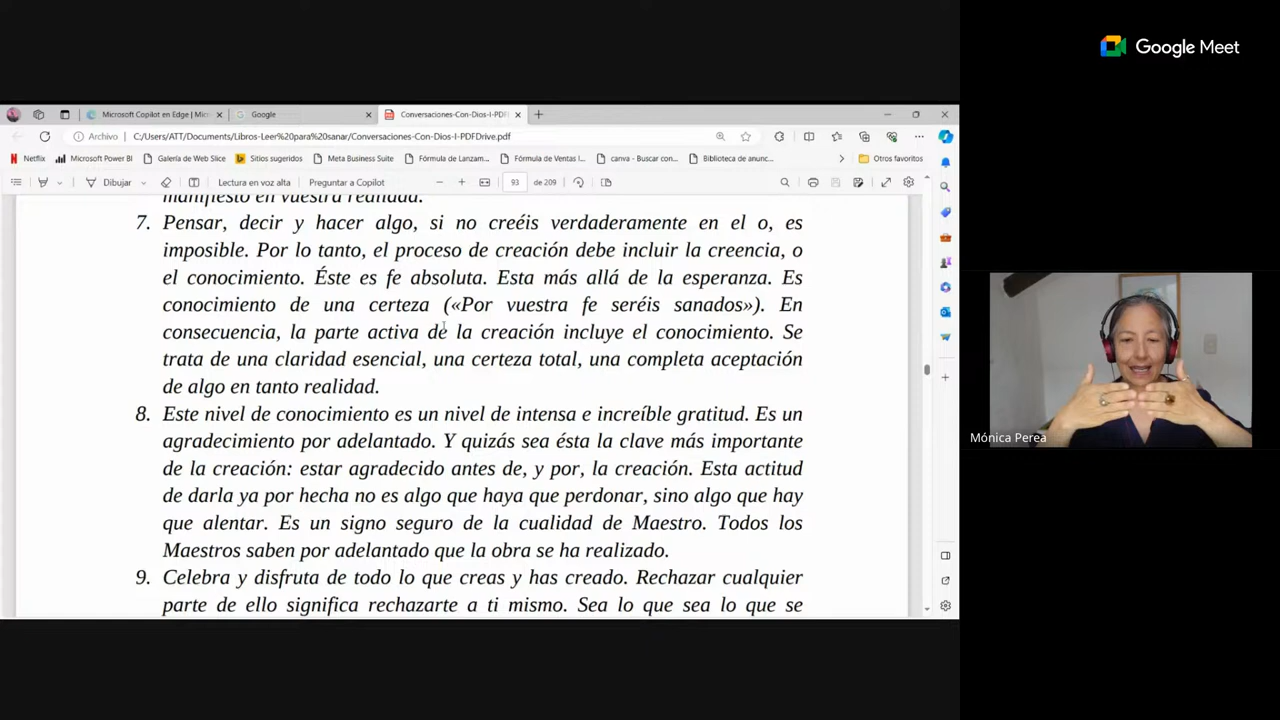 Google Meet
Microsoft Copilot en Edge | Mic
Google
Conversaciones-Con-Dios-I-PDFD
Archivo
C:/Users/ATT/Documents/Libros-Leer%20para%20sanar/Conversaciones-Con-Dios-I-PDFDrive.pdf
Netflix
Microsoft Power BI
Galería de Web Slice
Sitios sugeridos
Meta Business Suite
Fórmula de Lanzam...
Fórmula de Ventas I...
canva - Buscar con...
Biblioteca de anunc...
Otros favoritos
Dibujar
Lectura en voz alta
Preguntar a Copilot
93
de 209
manifiesto en vuestra realidad.
7. Pensar, decir y hacer algo, si no creéis verdaderamente en el o, es
imposible. Por lo tanto, el proceso de creación debe incluir la creencia, o
el conocimiento. Éste es fe absoluta. Esta más allá de la esperanza. Es
conocimiento de una certeza («Por vuestra fe seréis sanados»). En
consecuencia, la parte activa de la creación incluye el conocimiento. Se
trata de una claridad esencial, una certeza total, una completa aceptación
de algo en tanto realidad.
8. Este nivel de conocimiento es un nivel de intensa e increíble gratitud. Es un
agradecimiento por adelantado. Y quizás sea ésta la clave más importante
de la creación: estar agradecido antes de, y por, la creación. Esta actitud
de darla ya por hecha no es algo que haya que perdonar, sino algo que hay
que alentar. Es un signo seguro de la cualidad de Maestro. Todos los
Maestros saben por adelantado que la obra se ha realizado.
9. Celebra y disfruta de todo lo que creas y has creado. Rechazar cualquier
parte de ello significa rechazarte a ti mismo. Sea lo que sea lo que se
Mónica Perea